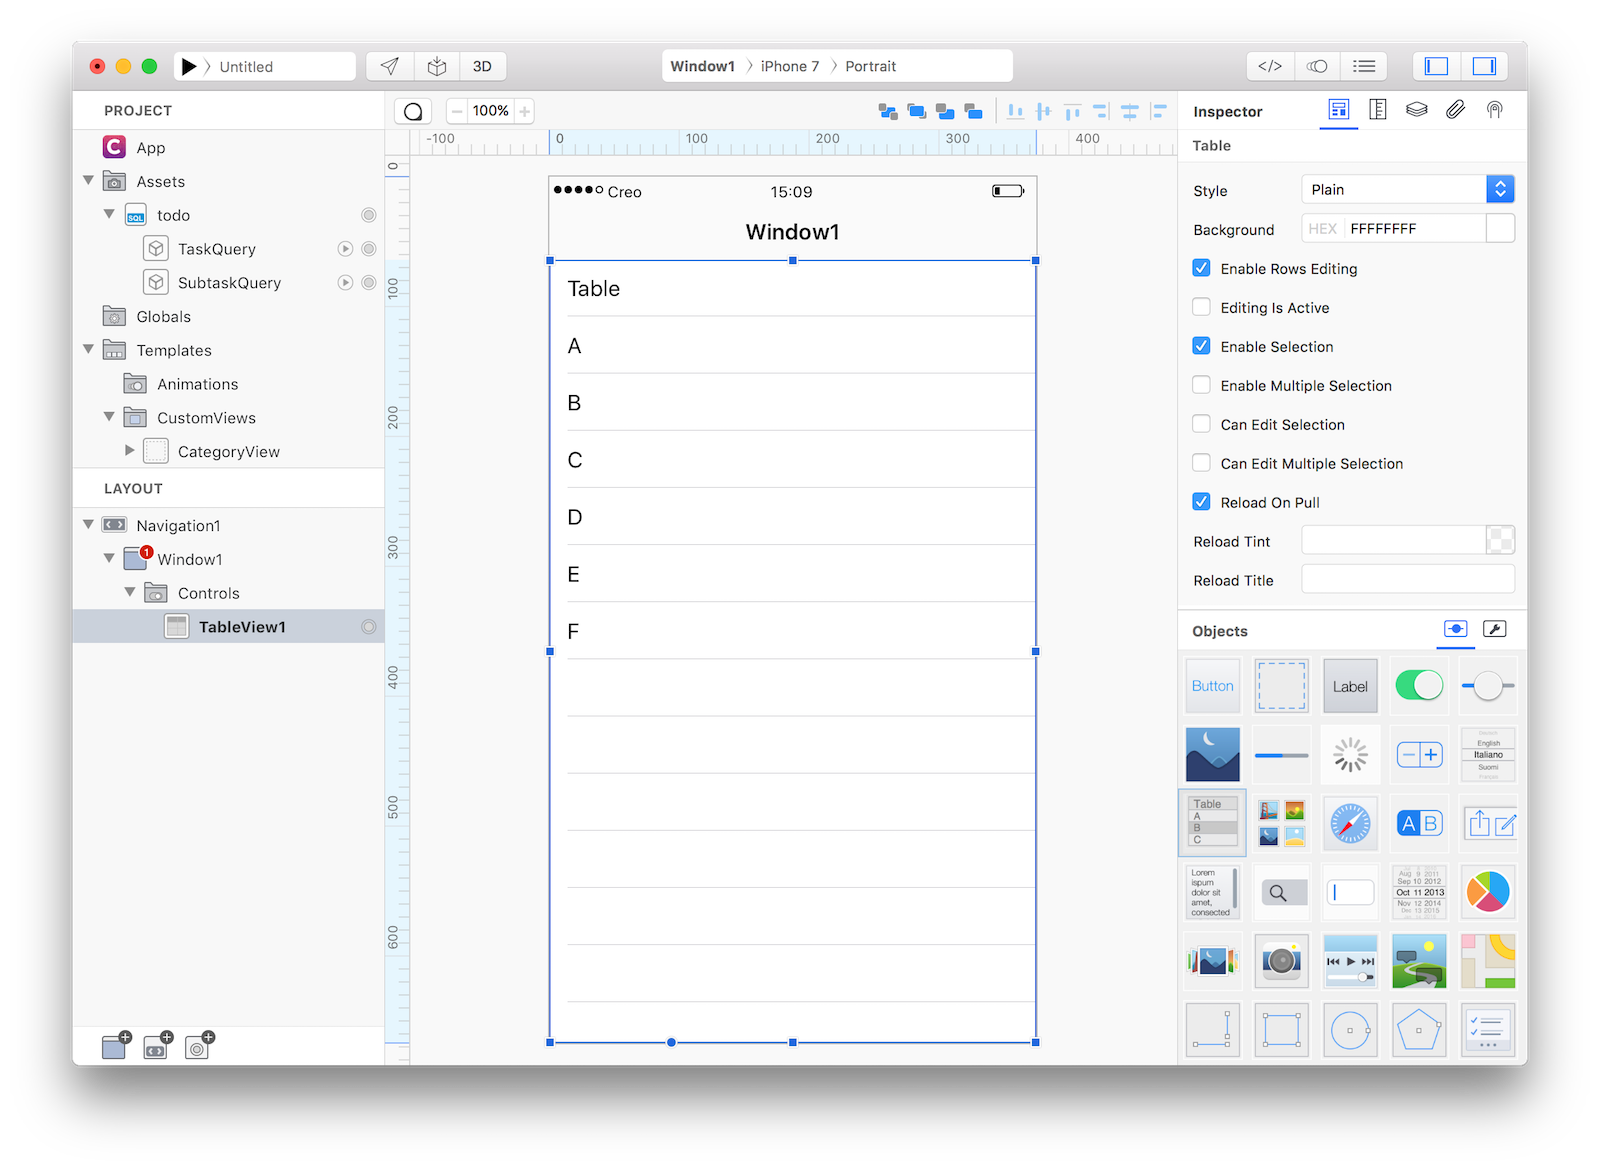 Untitled
3D
Window1 iPhone 7 Portrait
</>
PROJECT
App
Assets
SQL
todo
TaskQuery
SubtaskQuery
Globals
Templates
Animations
CustomViews
CategoryView
LAYOUT
Navigation1
1
Window1
Controls
TableView1
100%
-100 0 100 200 300 400
0
100
200
300
400
500
600
Creo 15:09
Window1
Table
A
B
C
D
E
F
Inspector
Table
Style Plain
Background HEX FFFFFFFF
Enable Rows Editing
Editing Is Active
Enable Selection
Enable Multiple Selection
Can Edit Selection
Can Edit Multiple Selection
Reload On Pull
Reload Tint
Reload Title
Objects
Button
Label
English
Italiano
Suomi
Français
Table
A
B
C
A B
Lorem
ispum
dolor sit
amet,
consected
Aug 9 2011
Sep 10 2012
Oct 11 2013
Nov 12 2014
Dec 13 2015